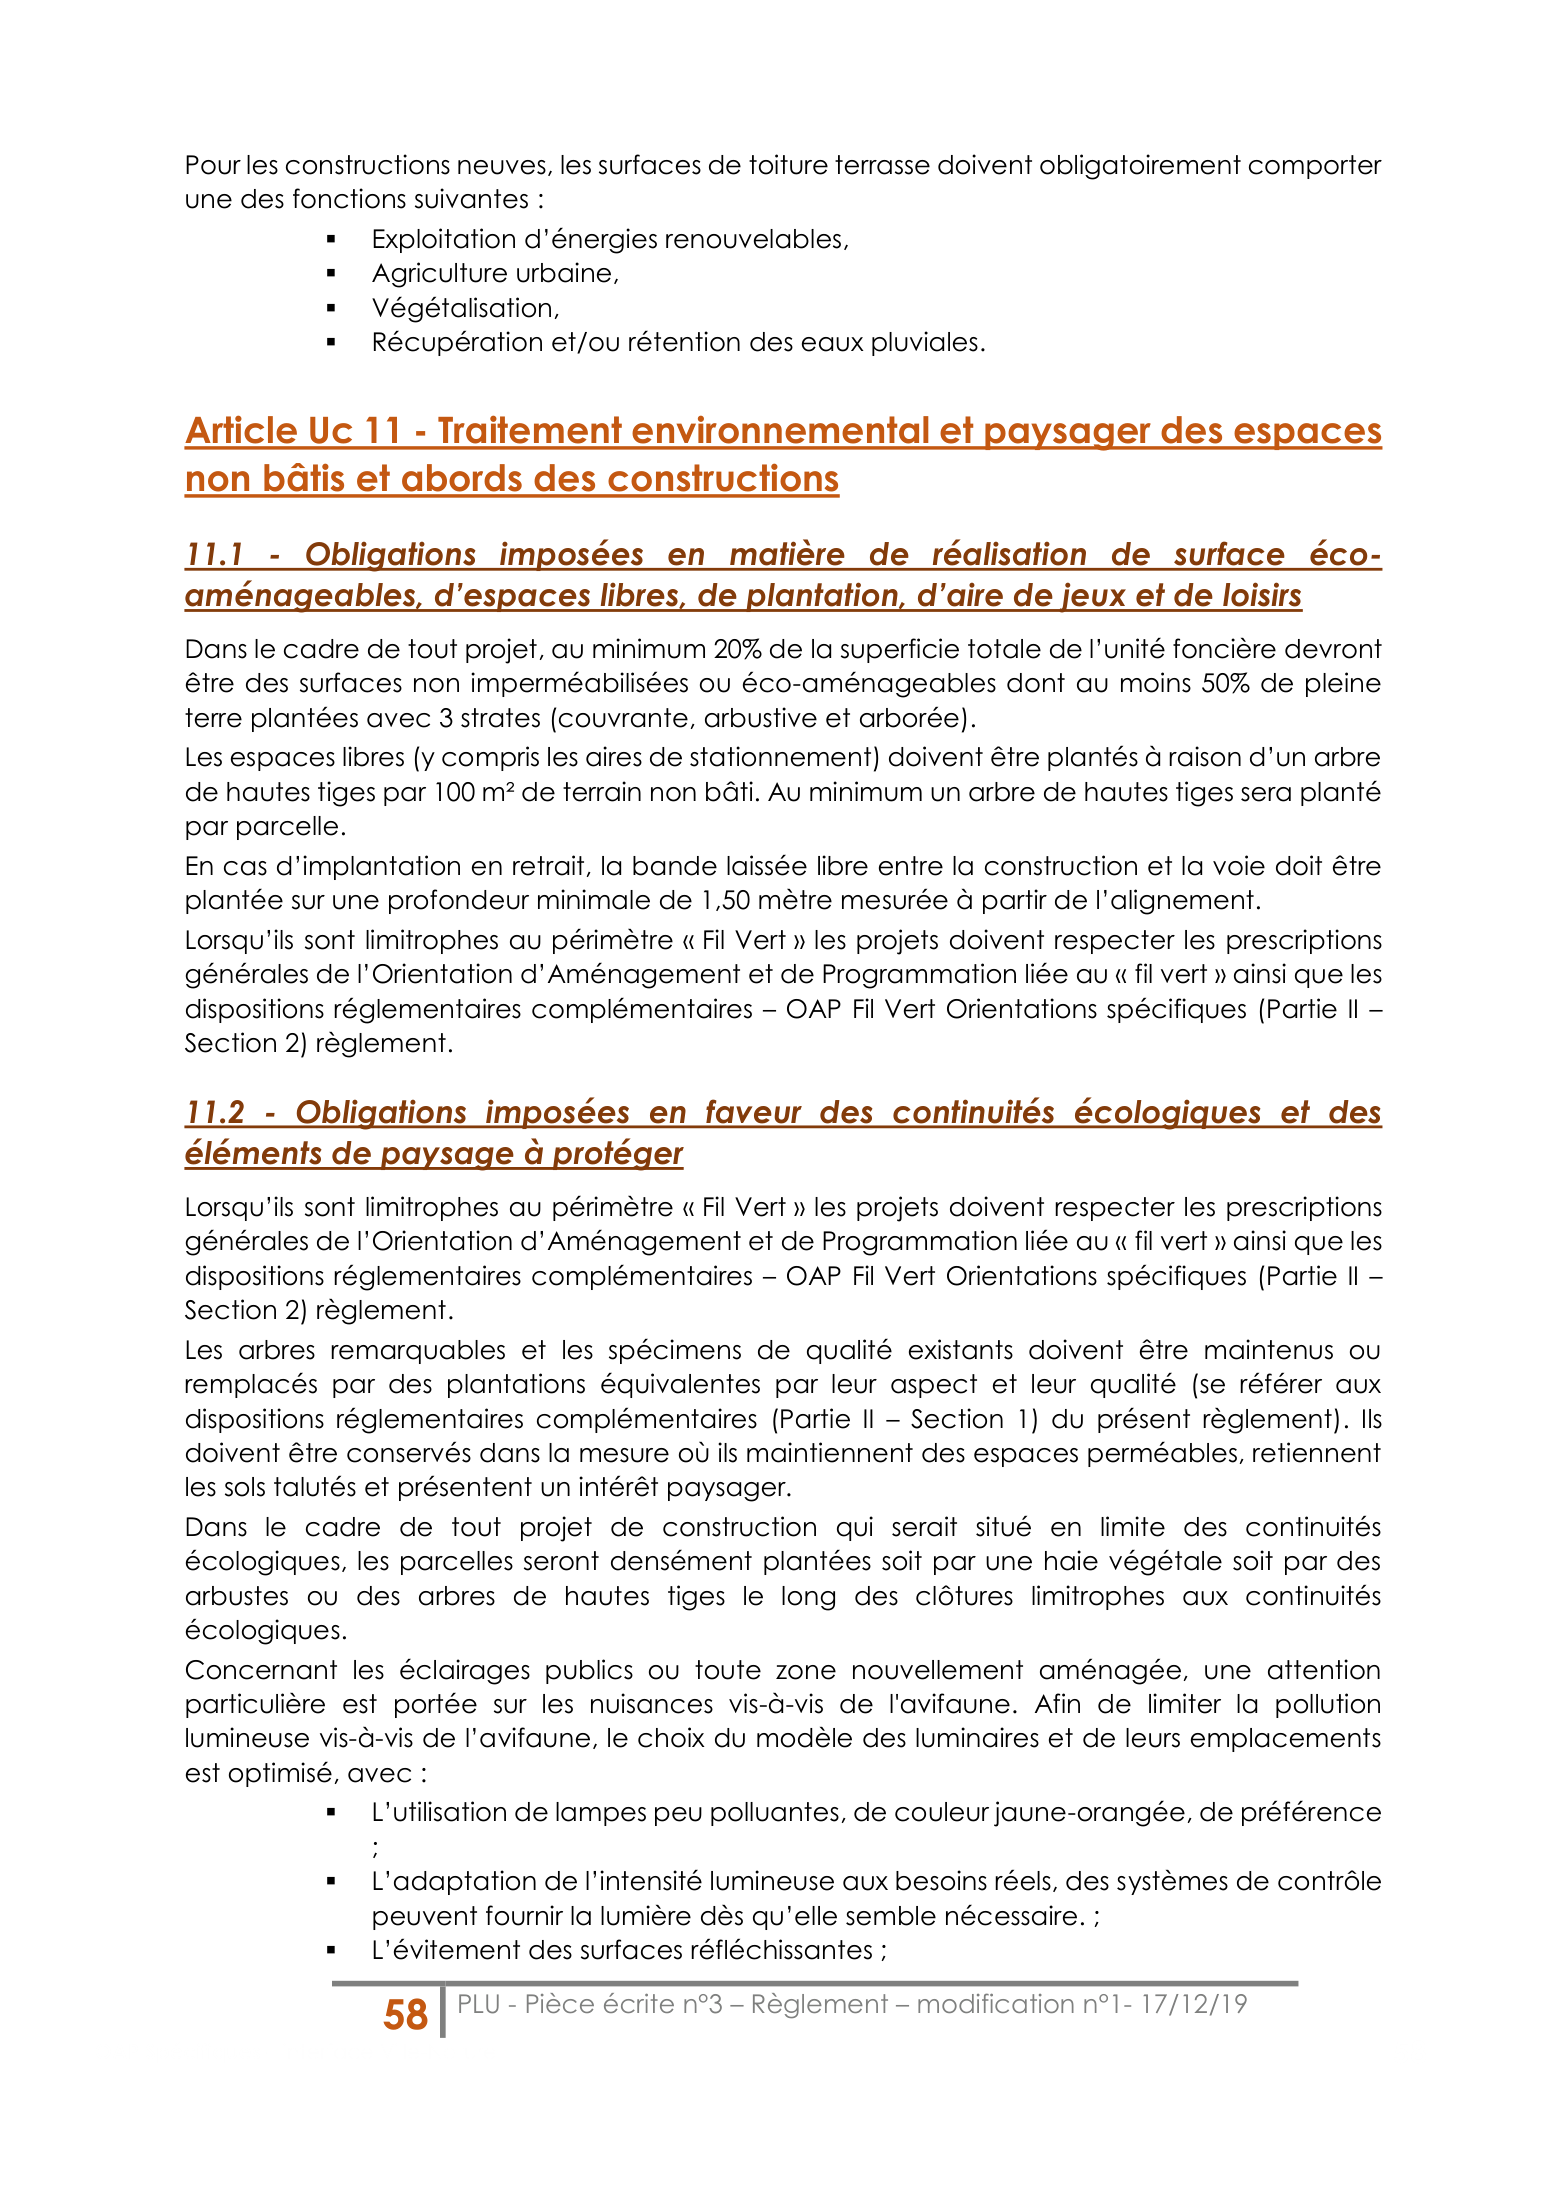 Pour les constructions neuves, les surfaces de toiture terrasse doivent obligatoirement comporter
une des fonctions suivantes :
▪ Exploitation d’énergies renouvelables,
▪ Agriculture urbaine,
▪ Végétalisation,
▪ Récupération et/ou rétention des eaux pluviales.
Article Uc 11 - Traitement environnemental et paysager des espaces
non bâtis et abords des constructions
11.1 - Obligations imposées en matière de réalisation de surface éco-
aménageables, d’espaces libres, de plantation, d’aire de jeux et de loisirs
Dans le cadre de tout projet, au minimum 20% de la superficie totale de l’unité foncière devront
être des surfaces non imperméabilisées ou éco-aménageables dont au moins 50% de pleine
terre plantées avec 3 strates (couvrante, arbustive et arborée).
Les espaces libres (y compris les aires de stationnement) doivent être plantés à raison d’un arbre
de hautes tiges par 100 m² de terrain non bâti. Au minimum un arbre de hautes tiges sera planté
par parcelle.
En cas d’implantation en retrait, la bande laissée libre entre la construction et la voie doit être
plantée sur une profondeur minimale de 1,50 mètre mesurée à partir de l’alignement.
Lorsqu’ils sont limitrophes au périmètre « Fil Vert » les projets doivent respecter les prescriptions
générales de l’Orientation d’Aménagement et de Programmation liée au « fil vert » ainsi que les
dispositions réglementaires complémentaires – OAP Fil Vert Orientations spécifiques (Partie II –
Section 2) règlement.
11.2 - Obligations imposées en faveur des continuités écologiques et des
éléments de paysage à protéger
Lorsqu’ils sont limitrophes au périmètre « Fil Vert » les projets doivent respecter les prescriptions
générales de l’Orientation d’Aménagement et de Programmation liée au « fil vert » ainsi que les
dispositions réglementaires complémentaires – OAP Fil Vert Orientations spécifiques (Partie II –
Section 2) règlement.
Les arbres remarquables et les spécimens de qualité existants doivent être maintenus ou
remplacés par des plantations équivalentes par leur aspect et leur qualité (se référer aux
dispositions réglementaires complémentaires (Partie II – Section 1) du présent règlement). Ils
doivent être conservés dans la mesure où ils maintiennent des espaces perméables, retiennent
les sols talutés et présentent un intérêt paysager.
Dans le cadre de tout projet de construction qui serait situé en limite des continuités
écologiques, les parcelles seront densément plantées soit par une haie végétale soit par des
arbustes ou des arbres de hautes tiges le long des clôtures limitrophes aux continuités
écologiques.
Concernant les éclairages publics ou toute zone nouvellement aménagée, une attention
particulière est portée sur les nuisances vis-à-vis de l'avifaune. Afin de limiter la pollution
lumineuse vis-à-vis de l’avifaune, le choix du modèle des luminaires et de leurs emplacements
est optimisé, avec :
▪ L’utilisation de lampes peu polluantes, de couleur jaune-orangée, de préférence
;
▪ L’adaptation de l’intensité lumineuse aux besoins réels, des systèmes de contrôle
peuvent fournir la lumière dès qu’elle semble nécessaire. ;
▪ L’évitement des surfaces réfléchissantes ;
58 PLU - Pièce écrite n°3 – Règlement – modification n°1- 17/12/19